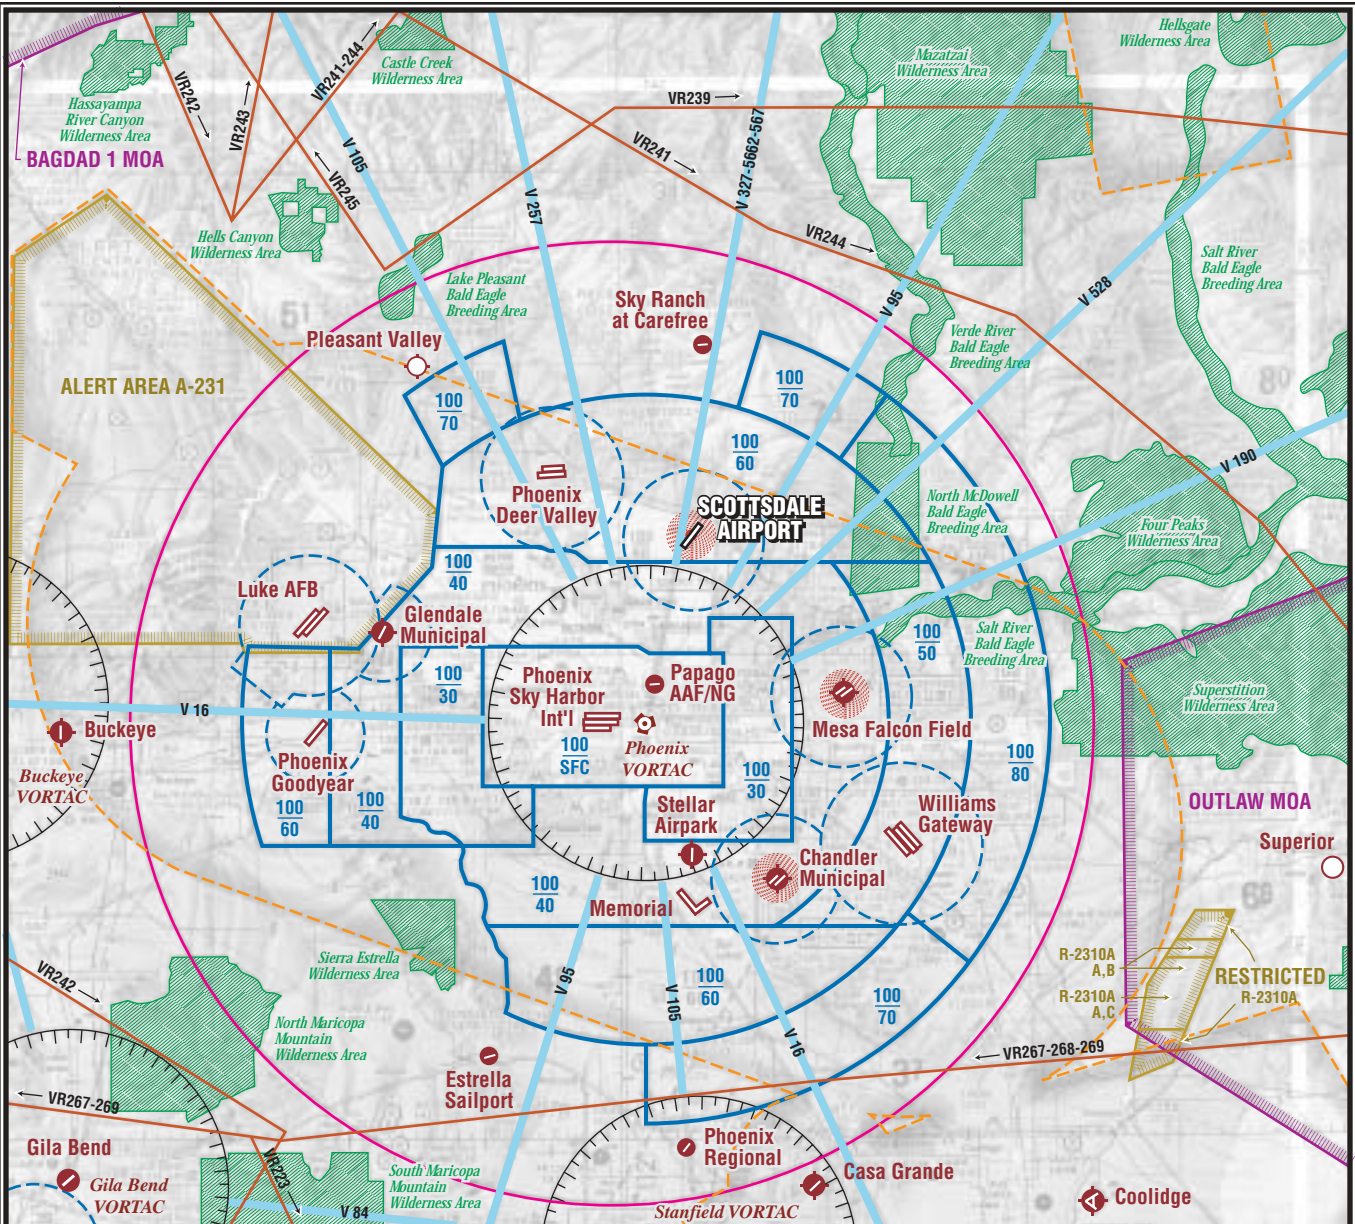 Hellsgate
Wilderness Area
Mazatzal
Wilderness Area
Castle Creek
Wilderness Area
VR241-244
VR242
VR243
Hassayampa
River Canyon
Wilderness Area
BAGDAD 1 MOA
VR239
VR241
V 327-5662-567
V 105
VR245
V 257
Hells Canyon
Wilderness Area
VR244
Lake Pleasant
Bald Eagle
Breeding Area
Salt River
Bald Eagle
Breeding Area
V 528
V 95
Sky Ranch
at Carefree
Verde River
Bald Eagle
Breeding Area
Pleasant Valley
ALERT AREA A-231
100
70
100
70
100
60
V 190
Phoenix
Deer Valley
SCOTTSDALE
AIRPORT
North McDowell
Bald Eagle
Breeding Area
Four Peaks
Wilderness Area
100
40
Luke AFB
Glendale
Municipal
100
50
Salt River
Bald Eagle
Breeding Area
100
30
Phoenix
Sky Harbor
Int'l
Papago
AAF/NG
Superstition
Wilderness Area
V 16
Buckeye
Mesa Falcon Field
100
SFC
Phoenix
VORTAC
Phoenix
Goodyear
100
80
Buckeye
VORTAC
100
30
100
60
100
40
Stellar
Airpark
Williams
Gateway
OUTLAW MOA
Superior
Chandler
Municipal
100
40
Memorial
Sierra Estrella
Wilderness Area
VR242
V 95
100
60
V 105
100
70
R-2310A
A,B
RESTRICTED
R-2310A
A,C
R-2310A
North Maricopa
Mountain
Wilderness Area
V 16
VR267-268-269
Estrella
Sailport
VR267-269
Gila Bend
Phoenix
Regional
VR223
South Maricopa
Mountain
Wilderness Area
Casa Grande
Gila Bend
VORTAC
V 84
Stanfield VORTAC
Coolidge